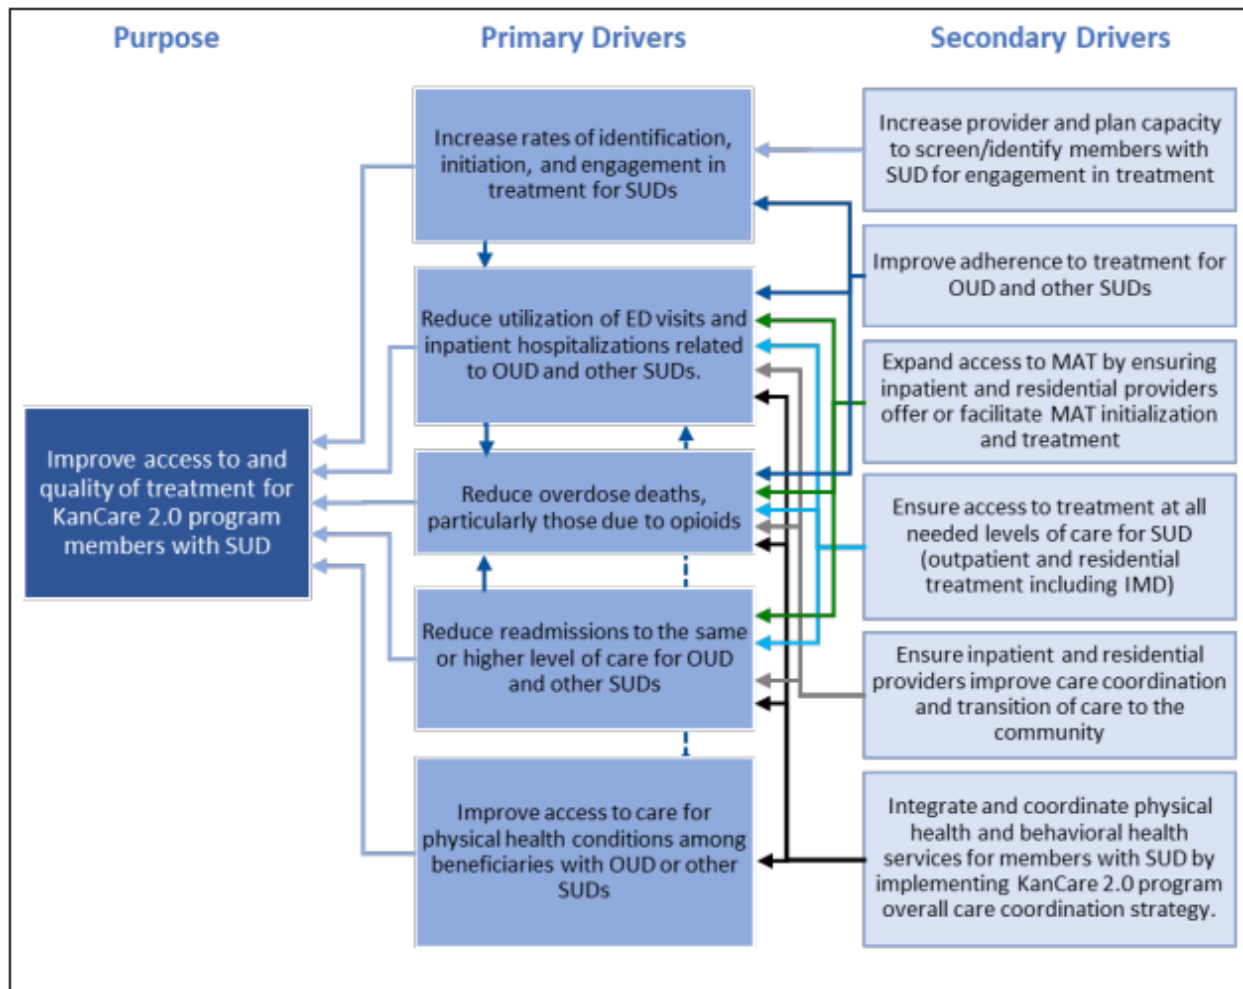 Purpose
Primary Drivers
Secondary Drivers
Improve access to and
quality of treatment for
KanCare 2.0 program
members with SUD
Increase rates of identification,
initiation, and engagement in
treatment for SUDs
Reduce utilization of ED visits and
inpatient hospitalizations related
to OUD and other SUDs.
Reduce overdose deaths,
particularly those due to opioids
Reduce readmissions to the same
or higher level of care for OUD
and other SUDs
Improve access to care for
physical health conditions among
beneficiaries with OUD or other
SUDs
Increase provider and plan capacity
to screen/identify members with
SUD for engagement in treatment
Improve adherence to treatment for
OUD and other SUDs
Expand access to MAT by ensuring
inpatient and residential providers
offer or facilitate MAT initialization
and treatment
Ensure access to treatment at all
needed levels of care for SUD
(outpatient and residential
treatment including IMD)
Ensure inpatient and residential
providers improve care coordination
and transition of care to the
community
Integrate and coordinate physical
health and behavioral health
services for members with SUD by
implementing KanCare 2.0 program
overall care coordination strategy.